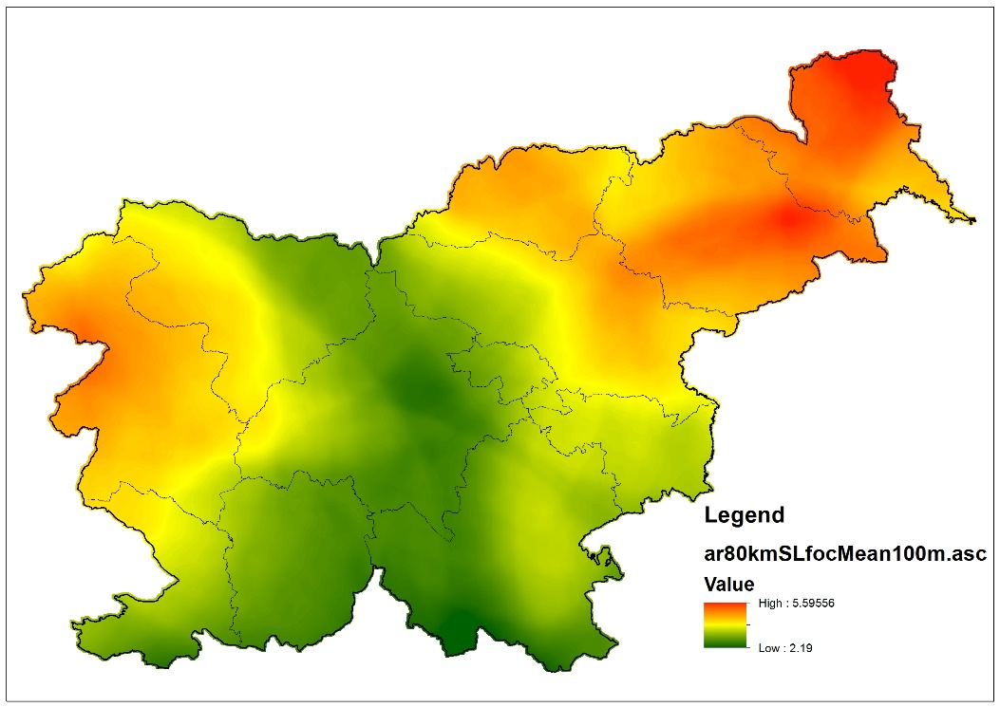 Legend
ar80kmSLfocMean100m.asc
Value
High : 5.59556
Low : 2.19